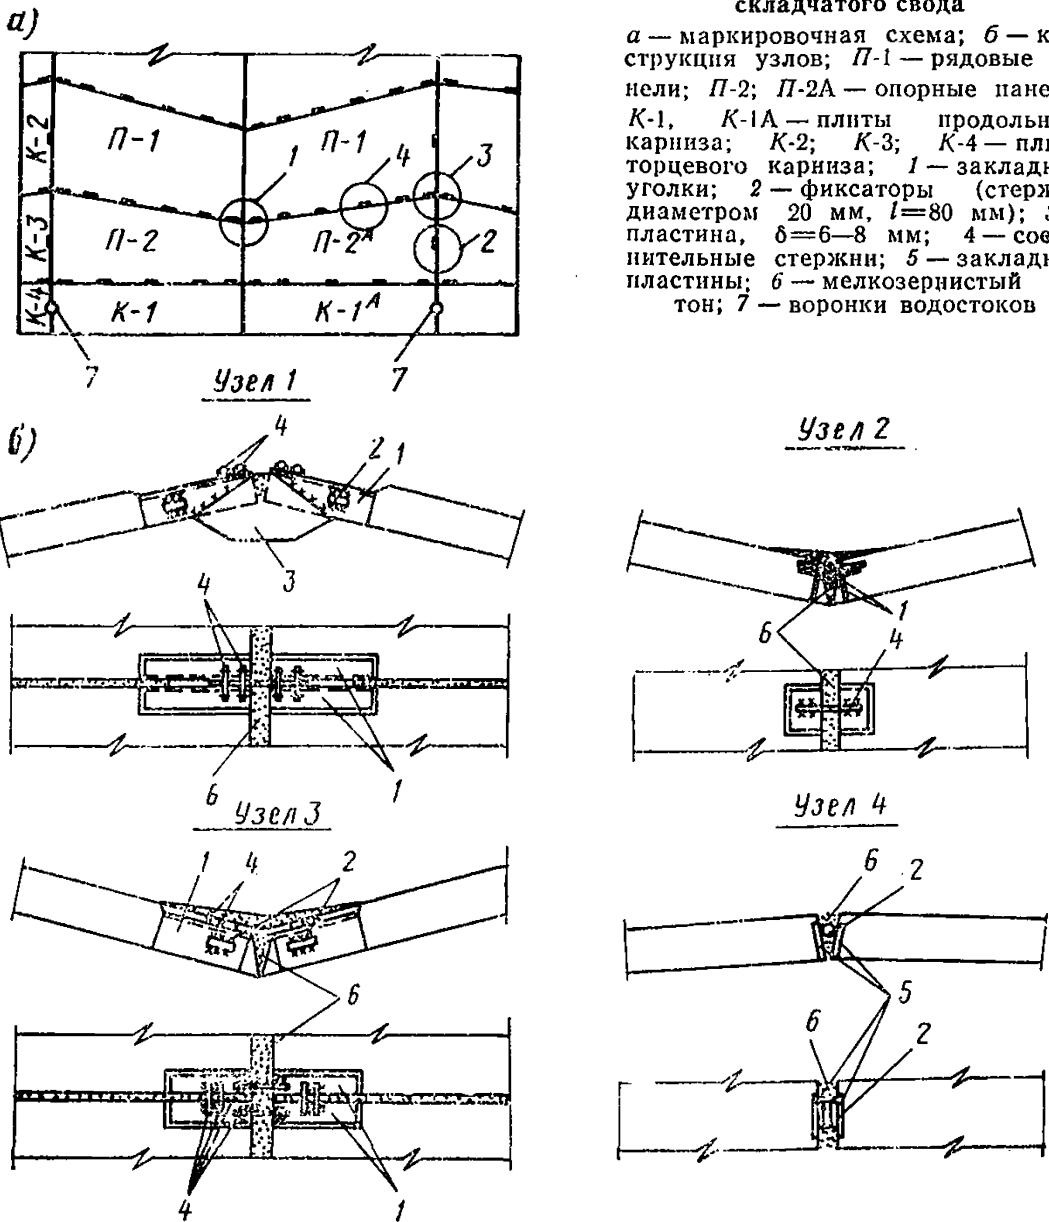 складчатого свода
а — маркировочная схема; б — к
струкция узлов; П-1 — рядовые
нели; П-2; П-2А — опорные пане
К-1, К-1А — плиты продольн
карниза; К-2; К-3; К-4 — пли
торцевого карниза; 1 — закладн
уголки; 2 — фиксаторы (стерж
диаметром 20 мм, l=80 мм);
пластина, δ=6—8 мм; 4 — сое
нительные стержни; 5 — закладн
пластины; 6 — мелкозернистый
тон; 7 — воронки водостоков
а)
К-2
П-1
П-1
1
4
3
К-3
П-2
П-2А
2
К-4
К-1
К-1А
7
7
Узел 1
б)
4
2
1
3
4
6
1
Узел 2
1
6
4
Узел 3
1
4
2
6
4
1
Узел 4
6
2
5
6
2